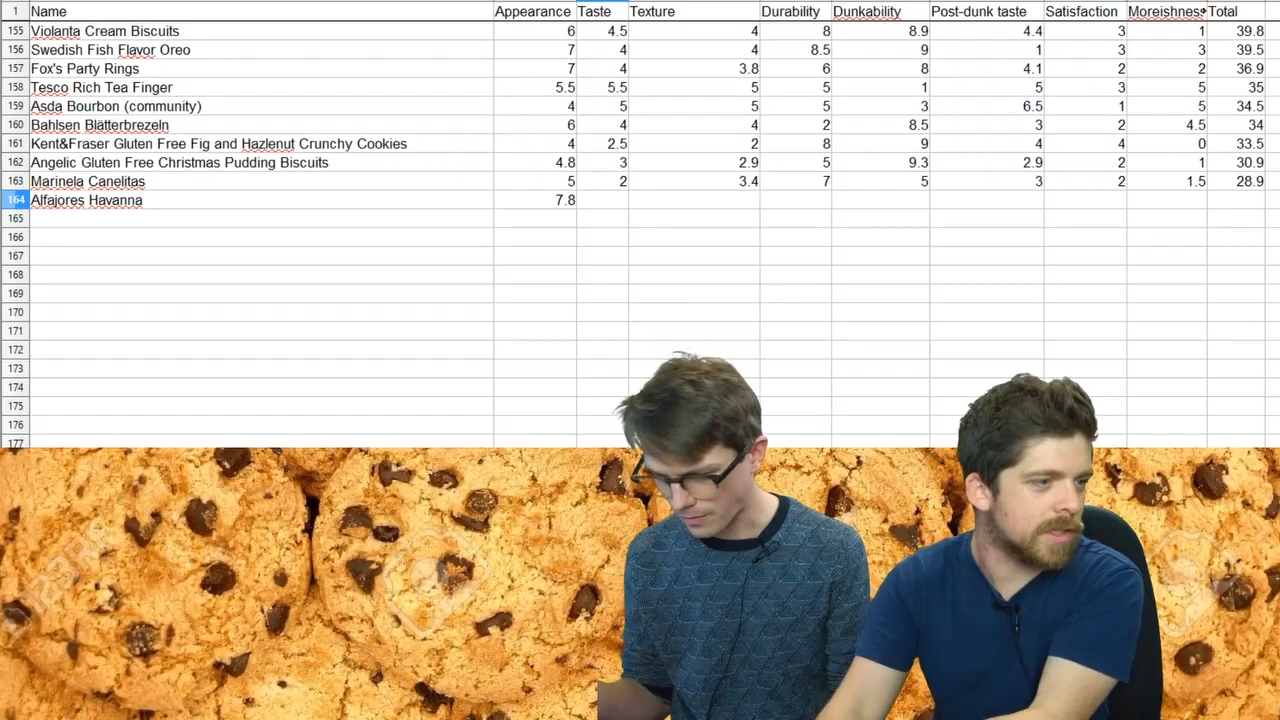 1 Name Appearance Taste Texture Durability Dunkability Post-dunk taste Satisfaction Moreishness Total
155 Violanta Cream Biscuits 6 4.5 4 8 8.9 4.4 3 1 39.8
156 Swedish Fish Flavor Oreo 7 4 4 8.5 9 1 3 3 39.5
157 Fox's Party Rings 7 4 3.8 6 8 4.1 2 2 36.9
158 Tesco Rich Tea Finger 5.5 5.5 5 5 1 5 3 5 35
159 Asda Bourbon (community) 4 5 5 5 3 6.5 1 5 34.5
160 Bahlsen Blätterbrezeln 6 4 4 2 8.5 3 2 4.5 34
161 Kent&Fraser Gluten Free Fig and Hazlenut Crunchy Cookies 4 2.5 2 8 9 4 4 0 33.5
162 Angelic Gluten Free Christmas Pudding Biscuits 4.8 3 2.9 5 9.3 2.9 2 1 30.9
163 Marinela Canelitas 5 2 3.4 7 5 3 2 1.5 28.9
164 Alfajores Havanna 7.8
165
166
167
168
169
170
171
172
173
174
175
176
177
123RF